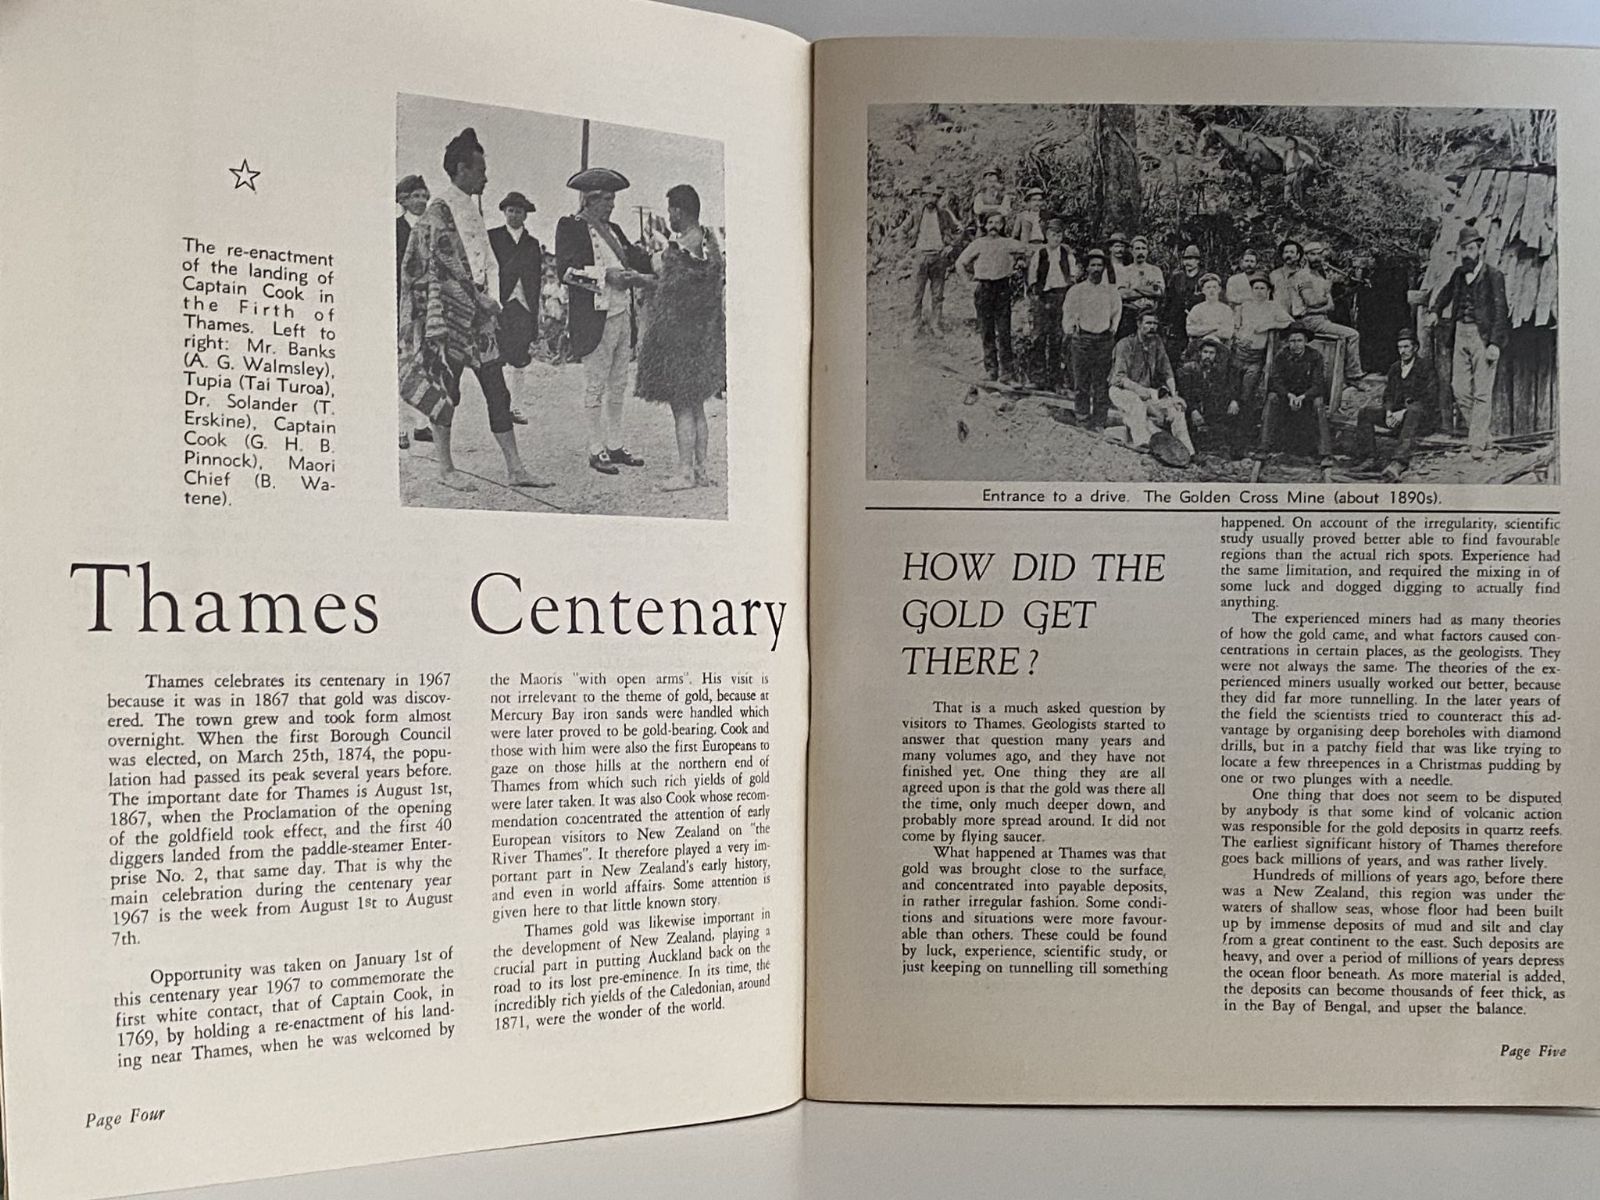 The re-enactment
of the landing of
Captain Cook in
the Firth of
Thames. Left to
right: Mr. Banks
(A. G. Walmsley),
Tupia (Tai Turoa),
Dr. Solander (T.
Erskine), Captain
Cook (G. H. B.
Pinnock), Maori
Chief (B. Wa-
tene).
Thames Centenary
Thames celebrates its centenary in 1967
because it was in 1867 that gold was discov-
ered. The town grew and took form almost
overnight. When the first Borough Council
was elected, on March 25th, 1874, the popu-
lation had passed its peak several years before.
The important date for Thames is August 1st,
1867, when the Proclamation of the opening
of the goldfield took effect, and the first 40
diggers landed from the paddle-steamer Enter-
prise No. 2, that same day. That is why the
main celebration during the centenary year
1967 is the week from August 1st to August
7th.
Opportunity was taken on January 1st of
this centenary year 1967 to commemorate the
first white contact, that of Captain Cook, in
1769, by holding a re-enactment of his land-
ing near Thames, when he was welcomed by
the Maoris "with open arms". His visit is
not irrelevant to the theme of gold, because at
Mercury Bay iron sands were handled which
were later proved to be gold-bearing. Cook and
those with him were also the first Europeans to
gaze on those hills at the northern end of
Thames from which such rich yields of gold
were later taken. It was also Cook whose recom-
mendation concentrated the attention of early
European visitors to New Zealand on "the
River Thames". It therefore played a very im-
portant part in New Zealand's early history,
and even in world affairs. Some attention is
given here to that little known story.
Thames gold was likewise important in
the development of New Zealand, playing a
crucial part in putting Auckland back on the
road to its lost pre-eminence. In its time, the
incredibly rich yields of the Caledonian, around
1871, were the wonder of the world.
Page Four
Entrance to a drive. The Golden Cross Mine (about 1890s).
HOW DID THE
GOLD GET
THERE?
That is a much asked question by
visitors to Thames. Geologists started to
answer that question many years and
many volumes ago, and they have not
finished yet. One thing they are all
agreed upon is that the gold was there all
the time, only much deeper down, and
probably more spread around. It did not
come by flying saucer.
What happened at Thames was that
gold was brought close to the surface,
and concentrated into payable deposits,
in rather irregular fashion. Some condi-
tions and situations were more favour-
able than others. These could be found
by luck, experience, scientific study, or
just keeping on tunnelling till something
happened. On account of the irregularity, scientific
study usually proved better able to find favourable
regions than the actual rich spots. Experience had
the same limitation, and required the mixing in of
some luck and dogged digging to actually find
anything.
The experienced miners had as many theories
of how the gold came, and what factors caused con-
centrations in certain places, as the geologists. They
were not always the same. The theories of the ex-
perienced miners usually worked out better, because
they did far more tunnelling. In the later years of
the field the scientists tried to counteract this ad-
vantage by organising deep boreholes with diamond
drills, but in a patchy field that was like trying to
locate a few threepences in a Christmas pudding by
one or two plunges with a needle.
One thing that does not seem to be disputed
by anybody is that some kind of volcanic action
was responsible for the gold deposits in quartz reefs.
The earliest significant history of Thames therefore
goes back millions of years, and was rather lively.
Hundreds of millions of years ago, before there
was a New Zealand, this region was under the
waters of shallow seas, whose floor had been built
up by immense deposits of mud and silt and clay
from a great continent to the east. Such deposits are
heavy, and over a period of millions of years depress
the ocean floor beneath. As more material is added,
the deposits can become thousands of feet thick, as
in the Bay of Bengal, and upset the balance.
Page Five